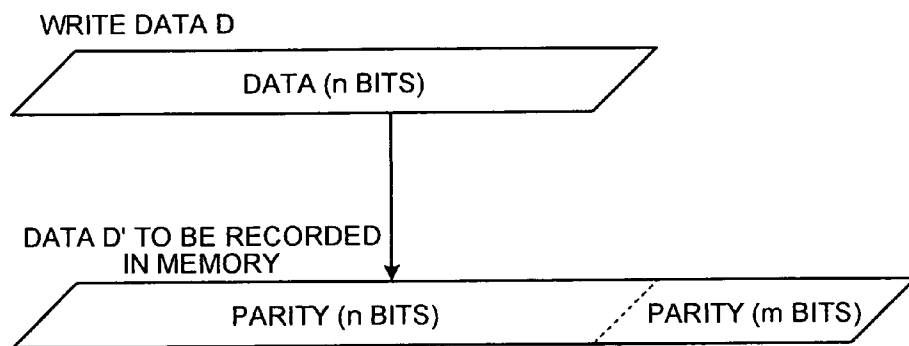 WRITE DATA D
DATA (n BITS)
DATA D' TO BE RECORDED
IN MEMORY
PARITY (n BITS) PARITY (m BITS)